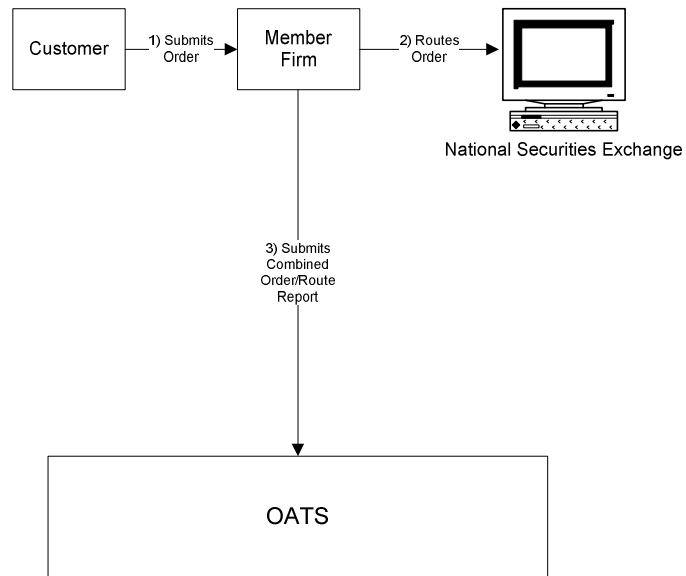 Customer
1) Submits
Order
Member
Firm
2) Routes
Order
National Securities Exchange
3) Submits
Combined
Order/Route
Report
OATS